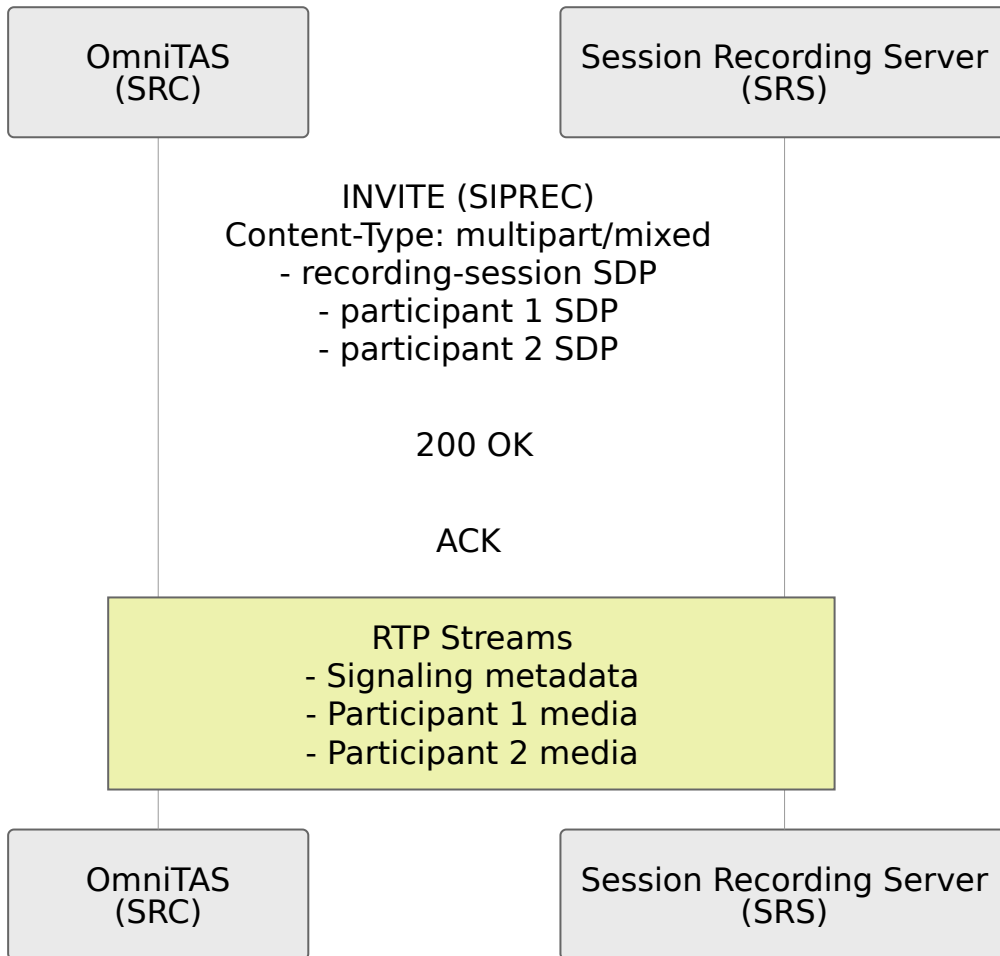 OmniTAS
(SRC)
Session Recording Server
(SRS)
INVITE (SIPREC)
Content-Type: multipart/mixed
- recording-session SDP
- participant 1 SDP
- participant 2 SDP
200 OK
ACK
RTP Streams
- Signaling metadata
- Participant 1 media
- Participant 2 media
OmniTAS
(SRC)
Session Recording Server
(SRS)